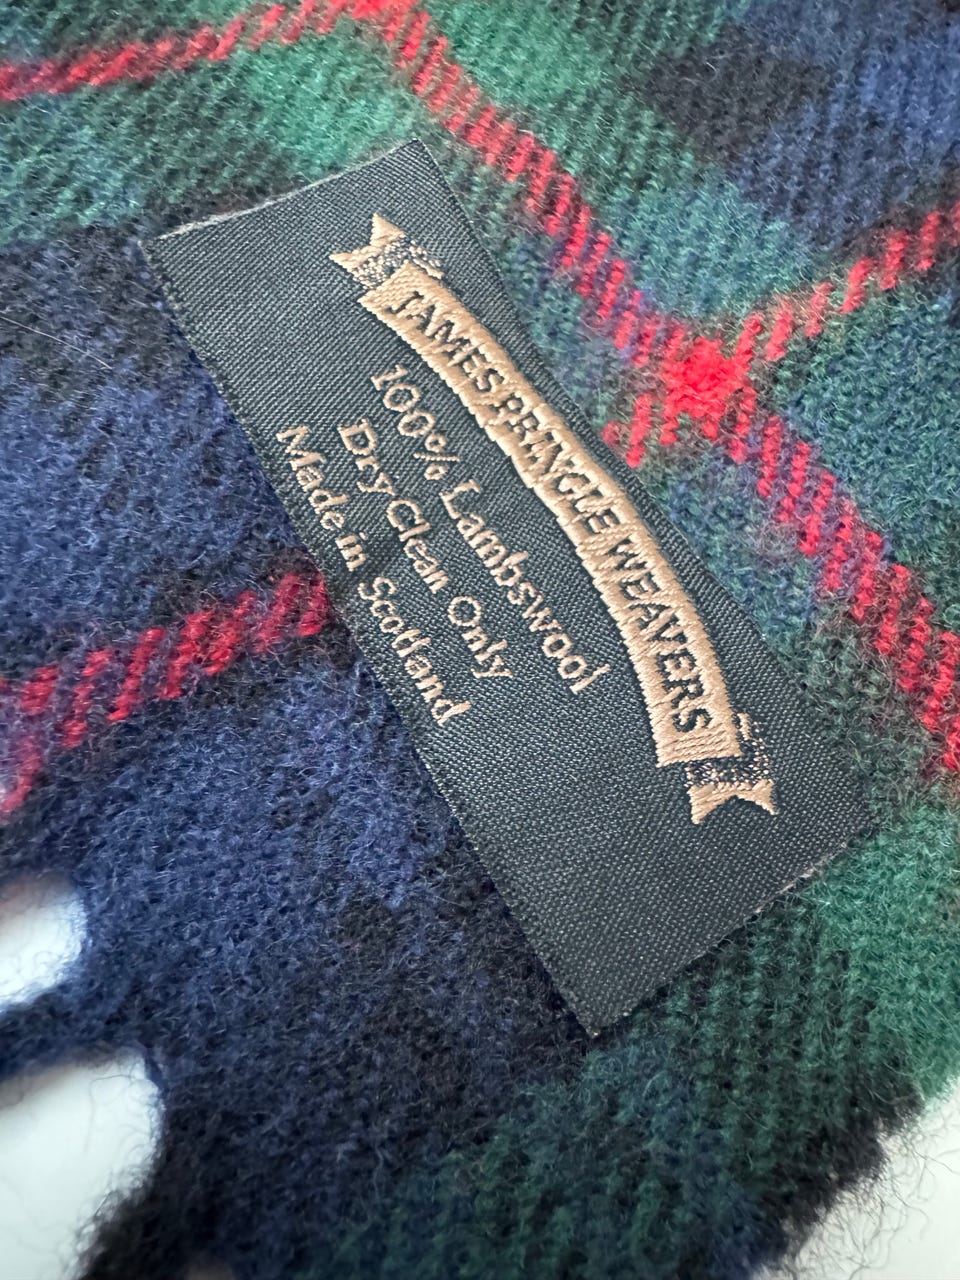 JAMES PRINGLE WEAVERS
100% Lambswool
Dry Clean Only
Made in Scotland